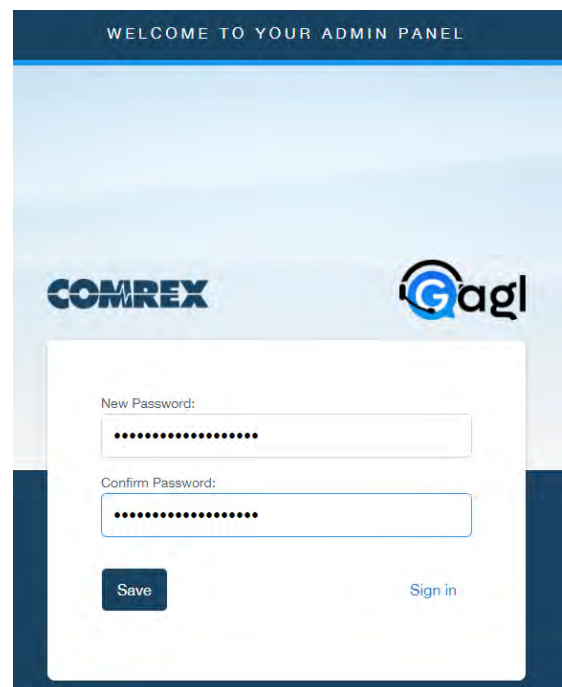 WELCOME TO YOUR ADMIN PANEL
COMREX
Gagl
New Password:
•••••••••••••••••••
Confirm Password:
•••••••••••••••••••
Save
Sign in